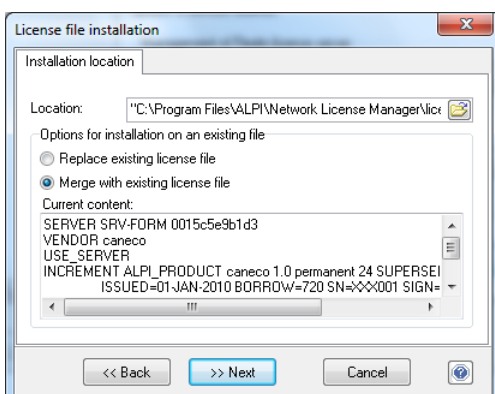 License file installation
Installation location
Location:
"C:\Program Files\ALPI\Network License Manager\lice
Options for installation on an existing file
Replace existing license file
Merge with existing license file
Current content:
SERVER SRV-FORM 0015c5e9b1d3
VENDOR caneco
USE_SERVER
INCREMENT ALPI_PRODUCT caneco 1.0 permanent 24 SUPERSEI
ISSUED=01-JAN-2010 BORROW=720 SN=XXX001 SIGN=
<< Back
>> Next
Cancel